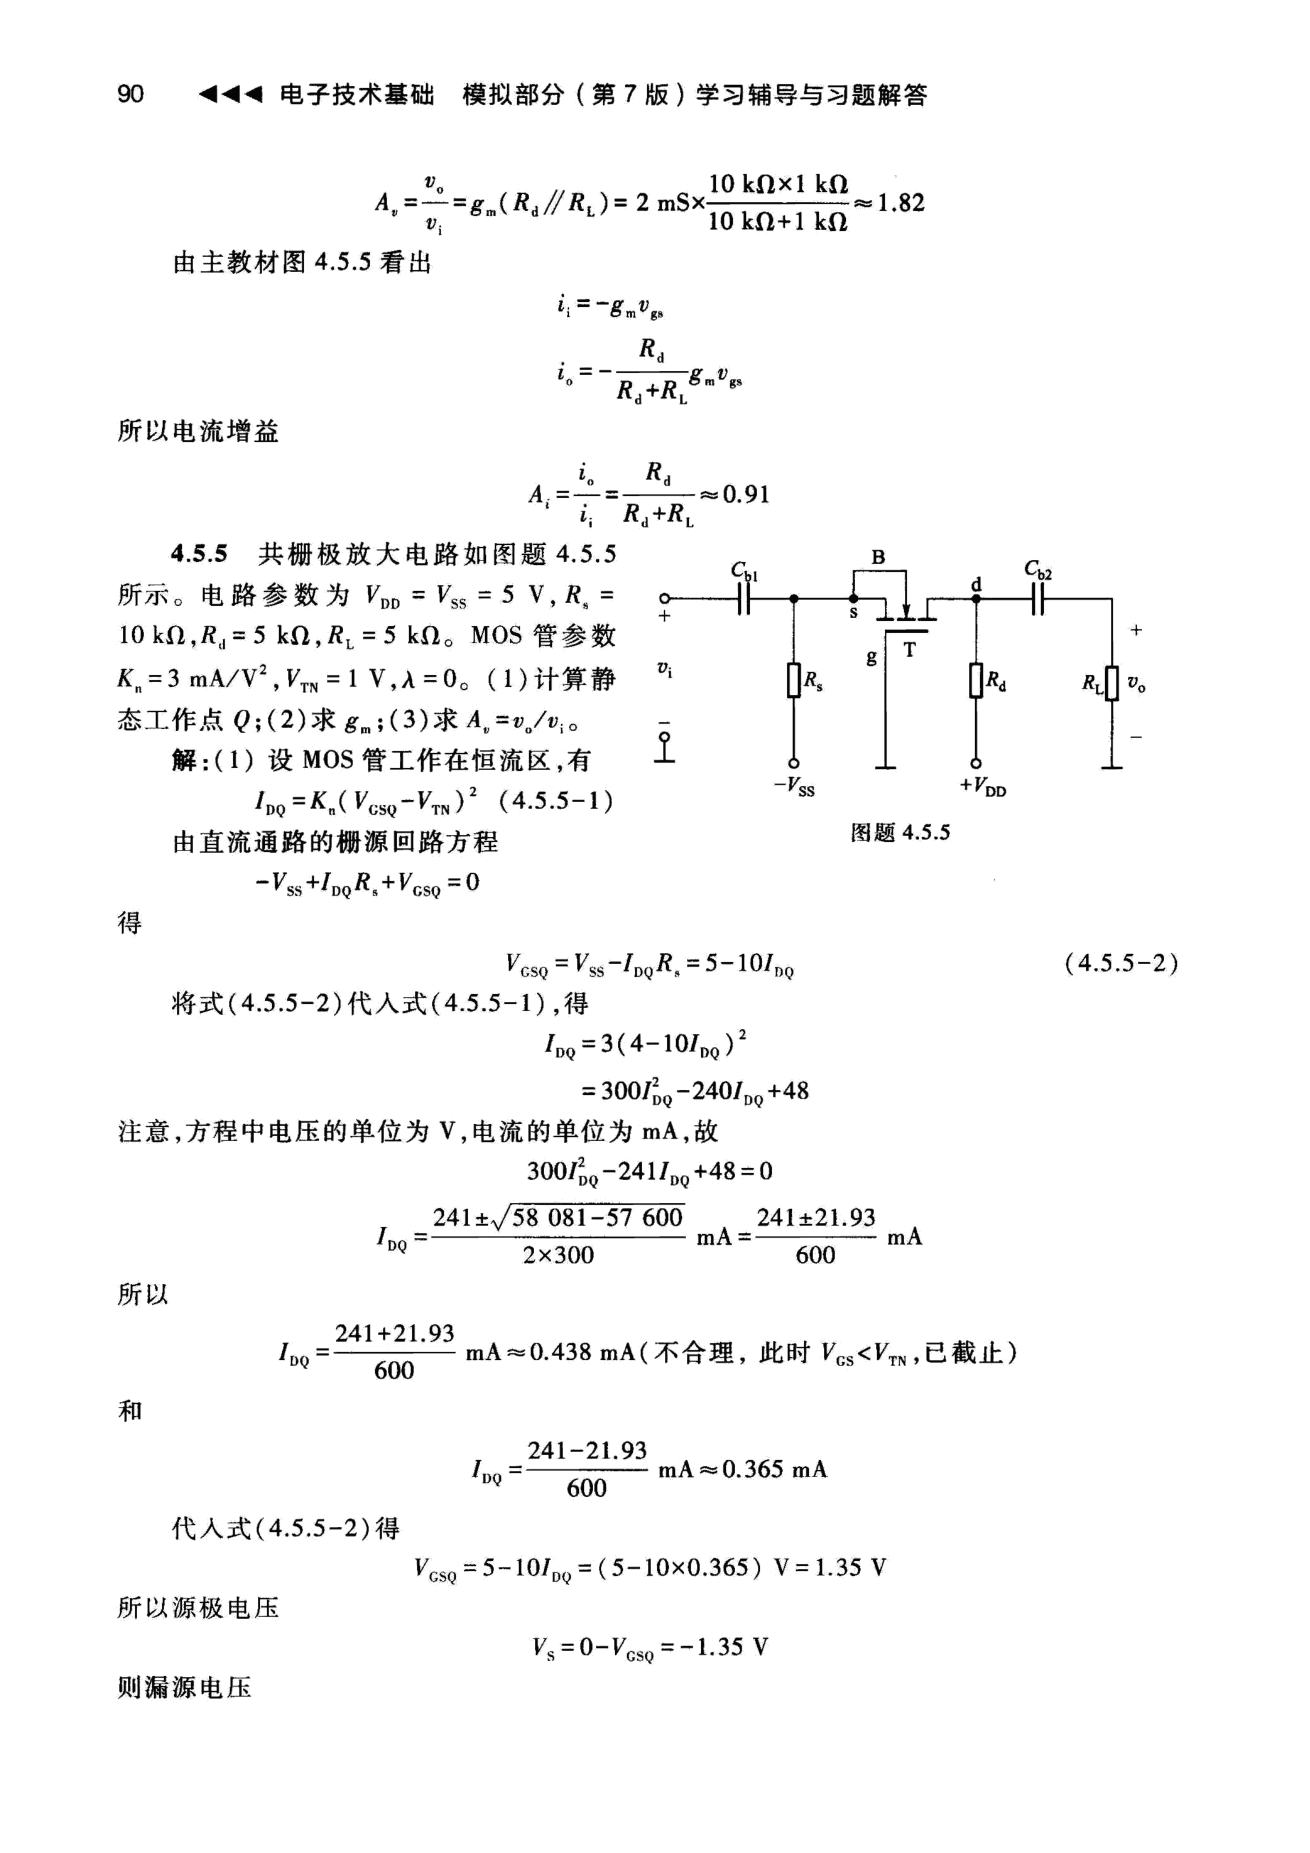 90 ◀◀◀ 电子技术基础 模拟部分(第7版)学习辅导与习题解答
A_v = v_o/v_i = g_m(R_d∥R_L) = 2 mS×(10 kΩ×1 kΩ)/(10 kΩ+1 kΩ) ≈1.82
由主教材图 4.5.5 看出
i_i = -g_m v_gs
i_o = -R_d/(R_d+R_L) g_m v_gs
所以电流增益
A_i = i_o/i_i = R_d/(R_d+R_L) ≈0.91
4.5.5 共栅极放大电路如图题 4.5.5
所示。电路参数为 V_DD = V_SS = 5 V,R_s =
10 kΩ,R_d = 5 kΩ,R_L = 5 kΩ。MOS 管参数
K_n = 3 mA/V²,V_TN = 1 V,λ = 0。(1)计算静
态工作点 Q;(2)求 g_m;(3)求 A_v = v_o/v_i。
解:(1) 设 MOS 管工作在恒流区,有
I_DQ = K_n(V_GSQ-V_TN)² (4.5.5-1)
由直流通路的栅源回路方程
-V_SS+I_DQ R_s+V_GSQ = 0
C_b1
B
s
d
C_b2
g
T
+
v_i
-
R_s
R_d
R_L
+
v_o
-
-V_SS
+V_DD
图题 4.5.5
得
V_GSQ = V_SS-I_DQ R_s = 5-10I_DQ (4.5.5-2)
将式(4.5.5-2)代入式(4.5.5-1),得
I_DQ = 3(4-10I_DQ)²
= 300I²_DQ-240I_DQ+48
注意,方程中电压的单位为 V,电流的单位为 mA,故
300I²_DQ-241I_DQ+48 = 0
I_DQ = (241±√(58 081-57 600))/(2×300) mA = (241±21.93)/600 mA
所以
I_DQ = (241+21.93)/600 mA≈0.438 mA(不合理, 此时 V_GS<V_TN,已截止)
和
I_DQ = (241-21.93)/600 mA≈0.365 mA
代入式(4.5.5-2)得
V_GSQ = 5-10I_DQ = (5-10×0.365) V = 1.35 V
所以源极电压
V_S = 0-V_GSQ = -1.35 V
则漏源电压